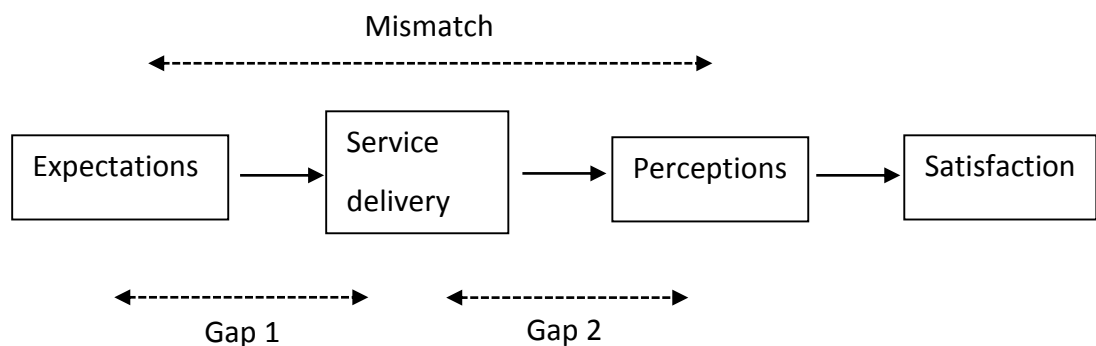 Mismatch
Expectations
Service
delivery
Perceptions
Satisfaction
Gap 1
Gap 2